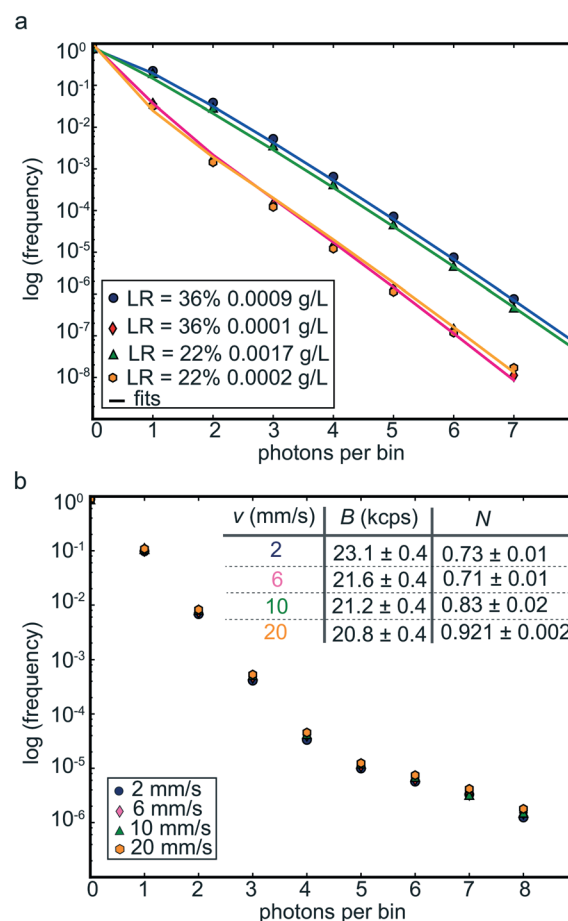 a
log (frequency)
10^0
10^-1
10^-2
10^-3
10^-4
10^-5
10^-6
10^-7
10^-8
LR = 36% 0.0009 g/L
LR = 36% 0.0001 g/L
LR = 22% 0.0017 g/L
LR = 22% 0.0002 g/L
fits
0 1 2 3 4 5 6 7
photons per bin
b
log (frequency)
10^0
10^-1
10^-2
10^-3
10^-4
10^-5
10^-6
v (mm/s) B (kcps) N
2 23.1 ± 0.4 0.73 ± 0.01
6 21.6 ± 0.4 0.71 ± 0.01
10 21.2 ± 0.4 0.83 ± 0.02
20 20.8 ± 0.4 0.921 ± 0.002
2 mm/s
6 mm/s
10 mm/s
20 mm/s
0 1 2 3 4 5 6 7 8
photons per bin